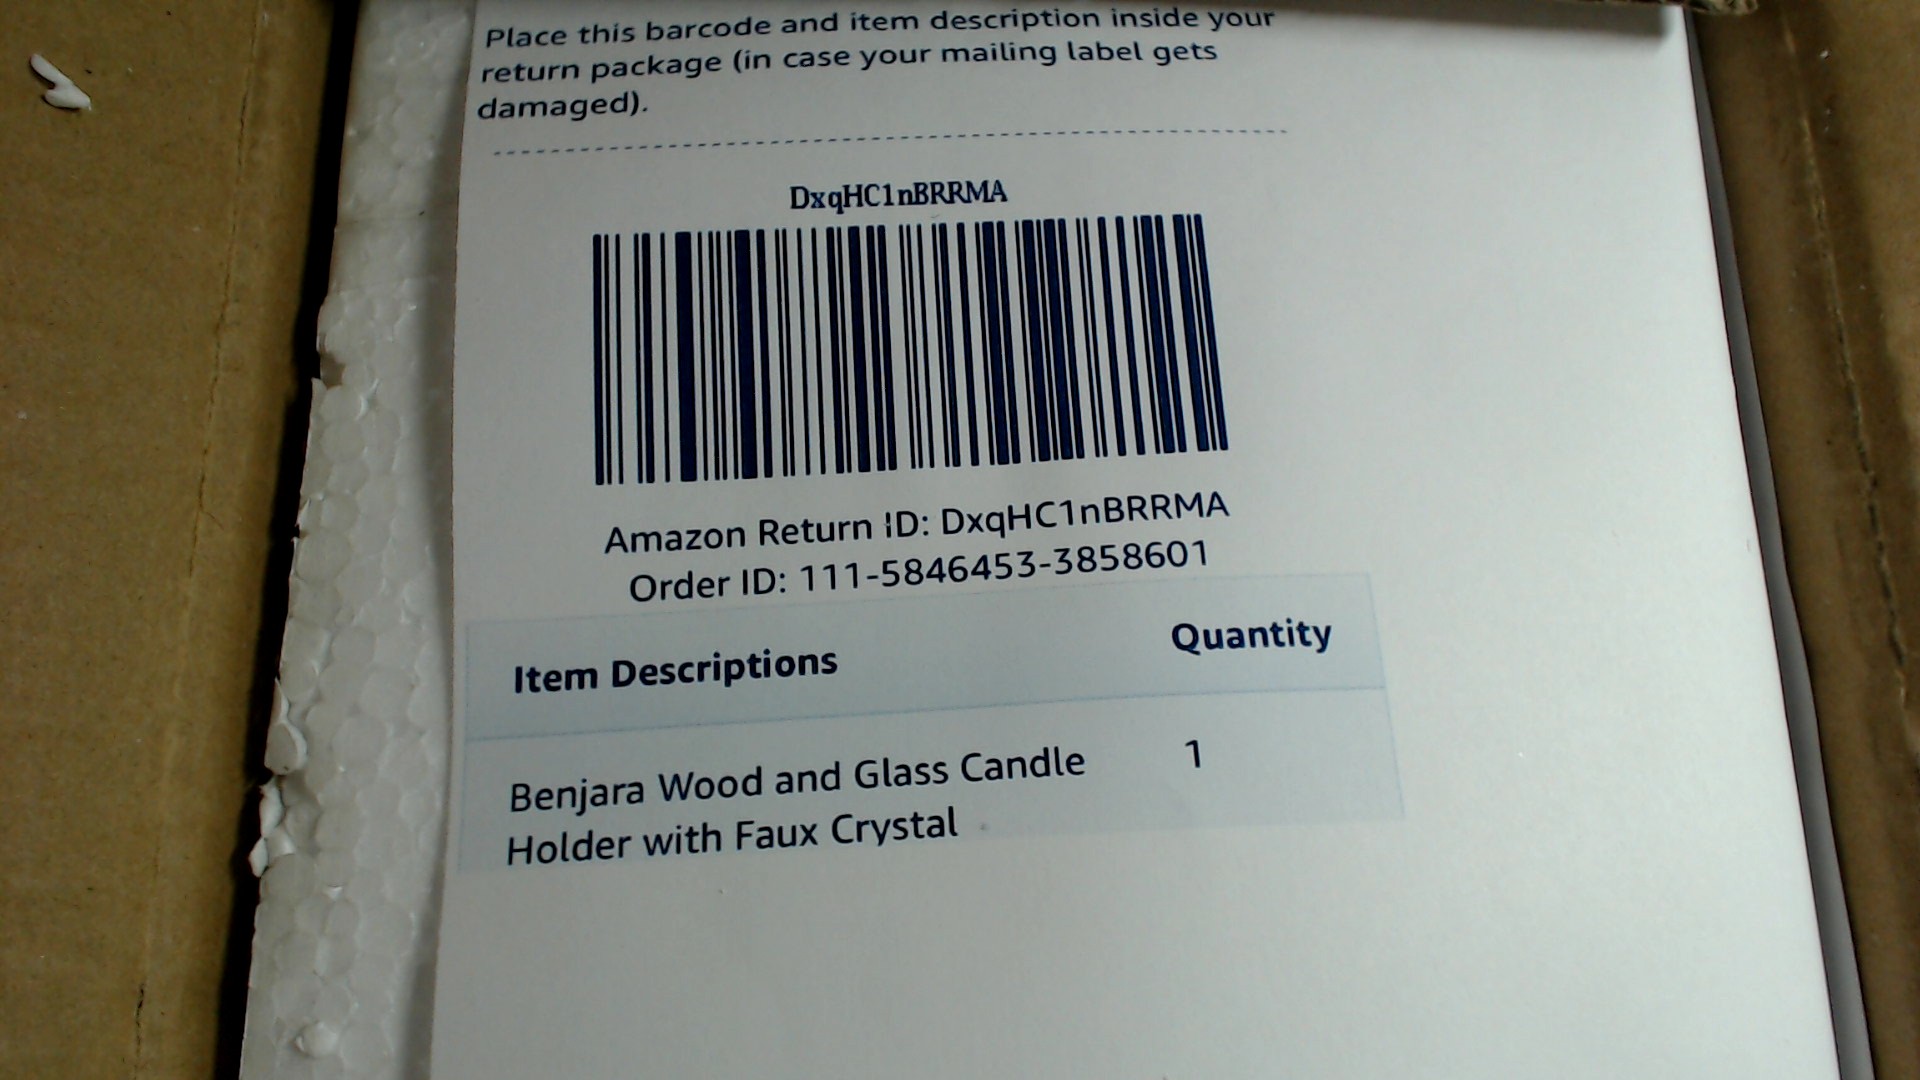 Place this barcode and item description inside your
return package (in case your mailing label gets
damaged).
DxqHC1nBRRMA
Amazon Return ID: DxqHC1nBRRMA
Order ID: 111-5846453-3858601
Item Descriptions Quantity
Benjara Wood and Glass Candle 1
Holder with Faux Crystal